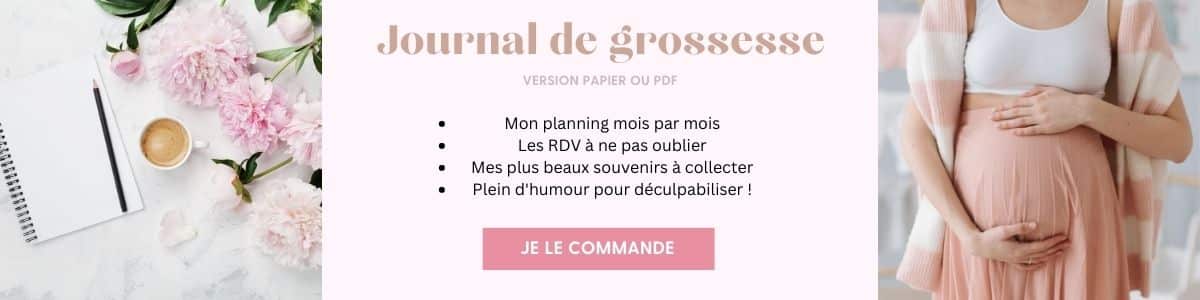 Journal de grossesse
VERSION PAPIER OU PDF
• Mon planning mois par mois
• Les RDV à ne pas oublier
• Mes plus beaux souvenirs à collecter
• Plein d'humour pour déculpabiliser !
JE LE COMMANDE